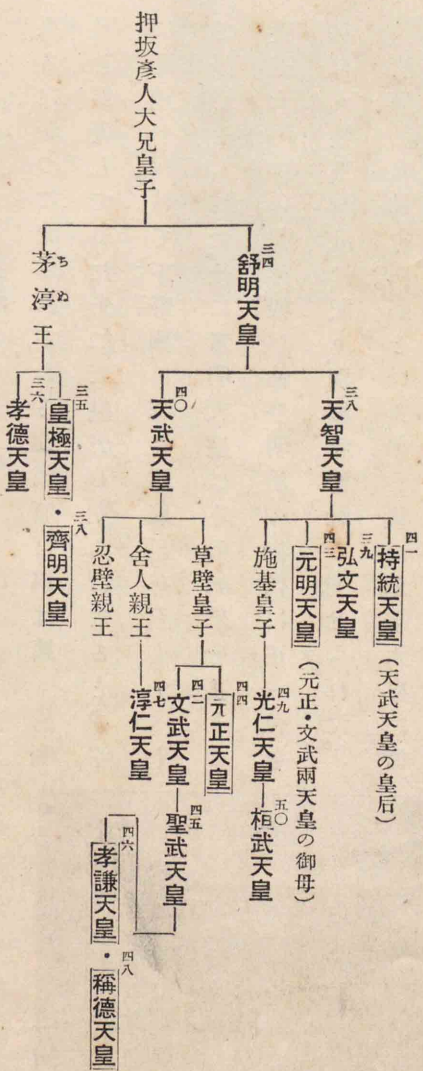 押坂彥人大兄皇子
三四
舒明天皇
茅渟王
ちぬ
三八
天智天皇
四〇
天武天皇
三五
皇極天皇・
三八
齊明天皇
三六
孝德天皇
四一
持統天皇(天武天皇の皇后)
三九
弘文天皇
四三
元明天皇(元正・文武兩天皇の御母)
施基皇子
四九
光仁天皇
五〇
桓武天皇
草壁皇子
四四
元正天皇
四二
文武天皇
四五
聖武天皇
四六
孝謙天皇・
四八
稱德天皇
舍人親王
四七
淳仁天皇
忍壁親王